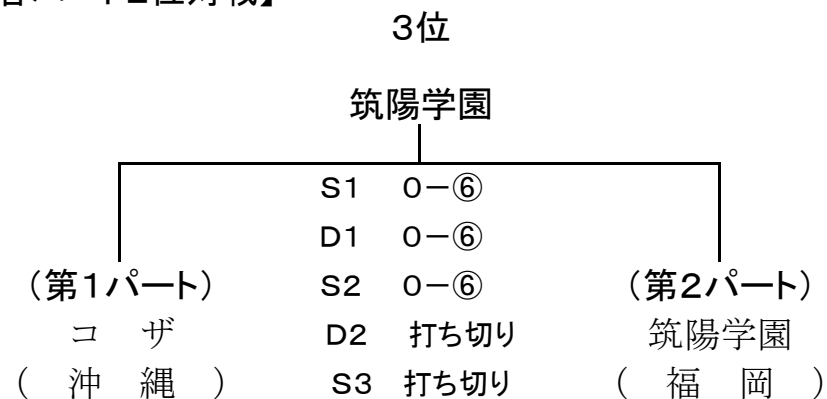 3位
筑陽学園
S1 0－⑥
D1 0－⑥
(第1パート) S2 0－⑥ (第2パート)
コ ザ D2 打ち切り 筑陽学園
( 沖 縄 ) S3 打ち切り ( 福 岡 )